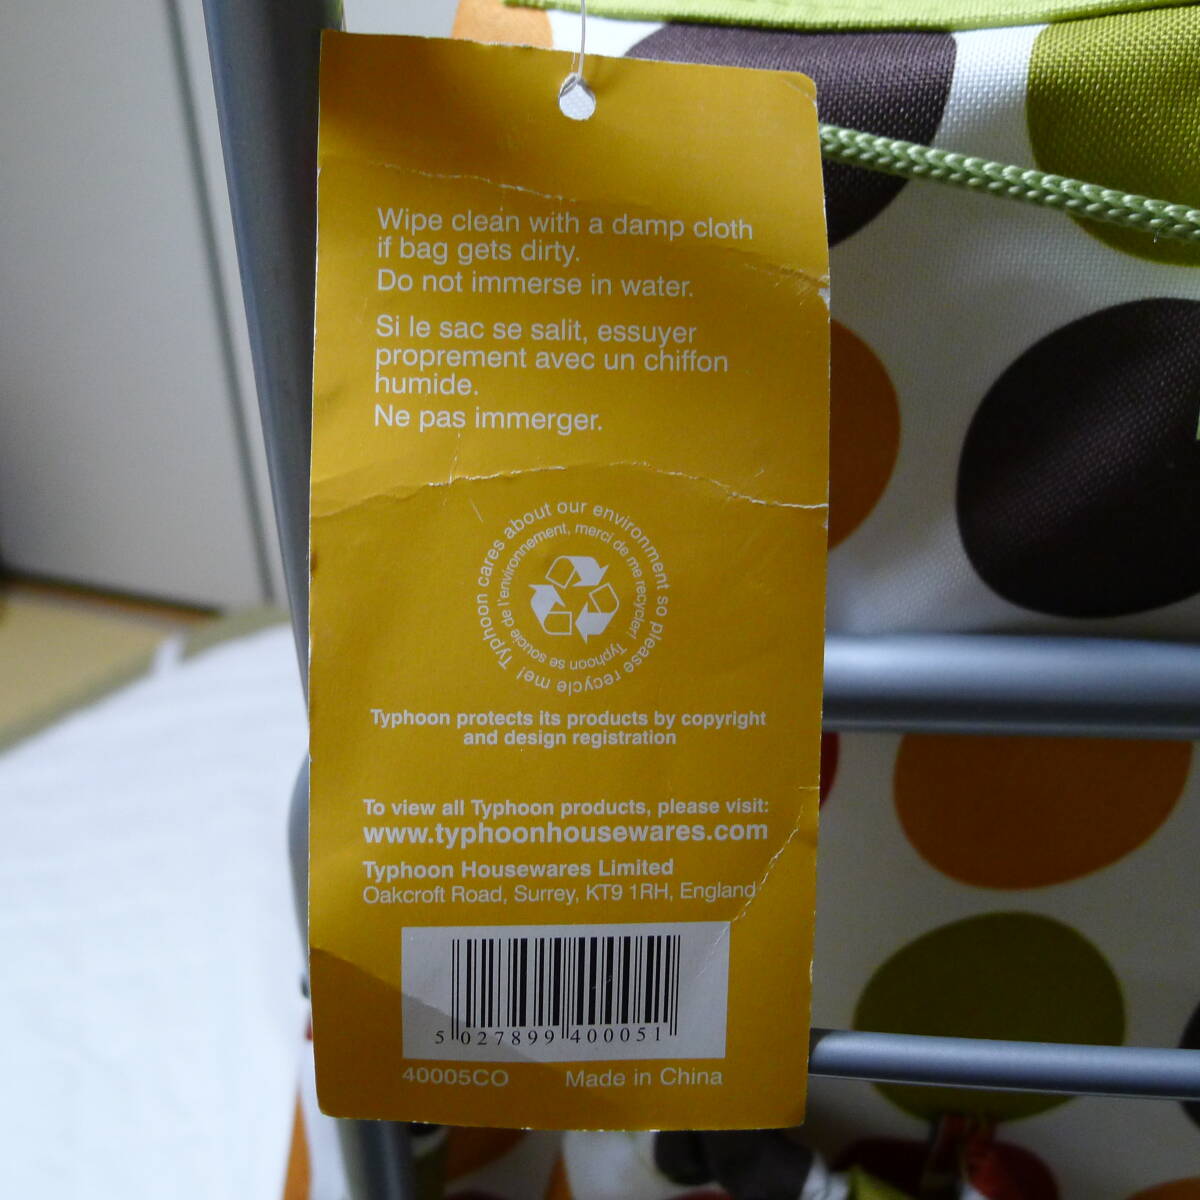 Wipe clean with a damp cloth
if bag gets dirty.
Do not immerse in water.
Si le sac se salit, essuyer
proprement avec un chiffon
humide.
Ne pas immerger.
Typhoon cares about our environment so please recycle me!
Typhoon se soucie de l'environnement, merci de me recycler!
Typhoon protects its products by copyright
and design registration
To view all Typhoon products, please visit:
www.typhoonhousewares.com
Typhoon Housewares Limited
Oakcroft Road, Surrey, KT9 1RH, England
5 027899 400051
40005CO Made in China